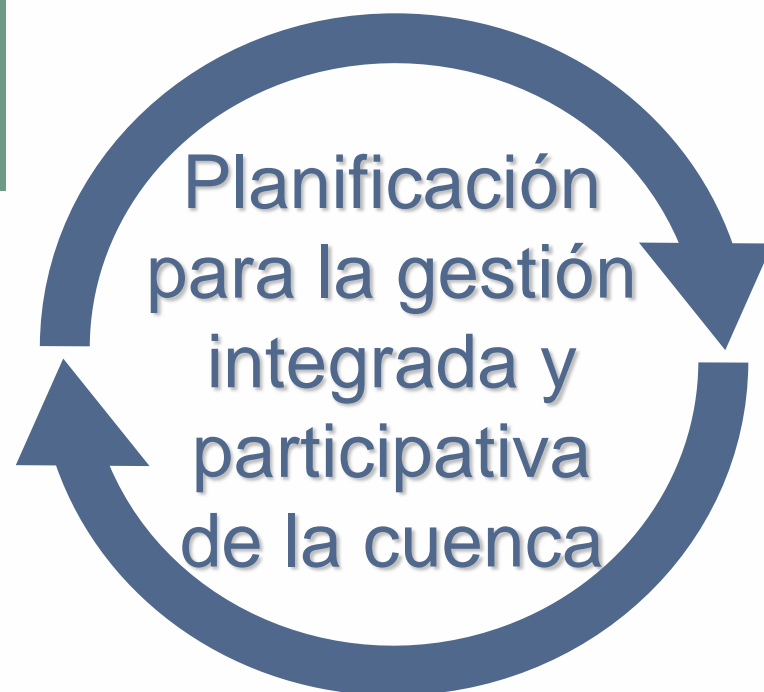 Planificación
para la gestión
integrada y
participativa
de la cuenca